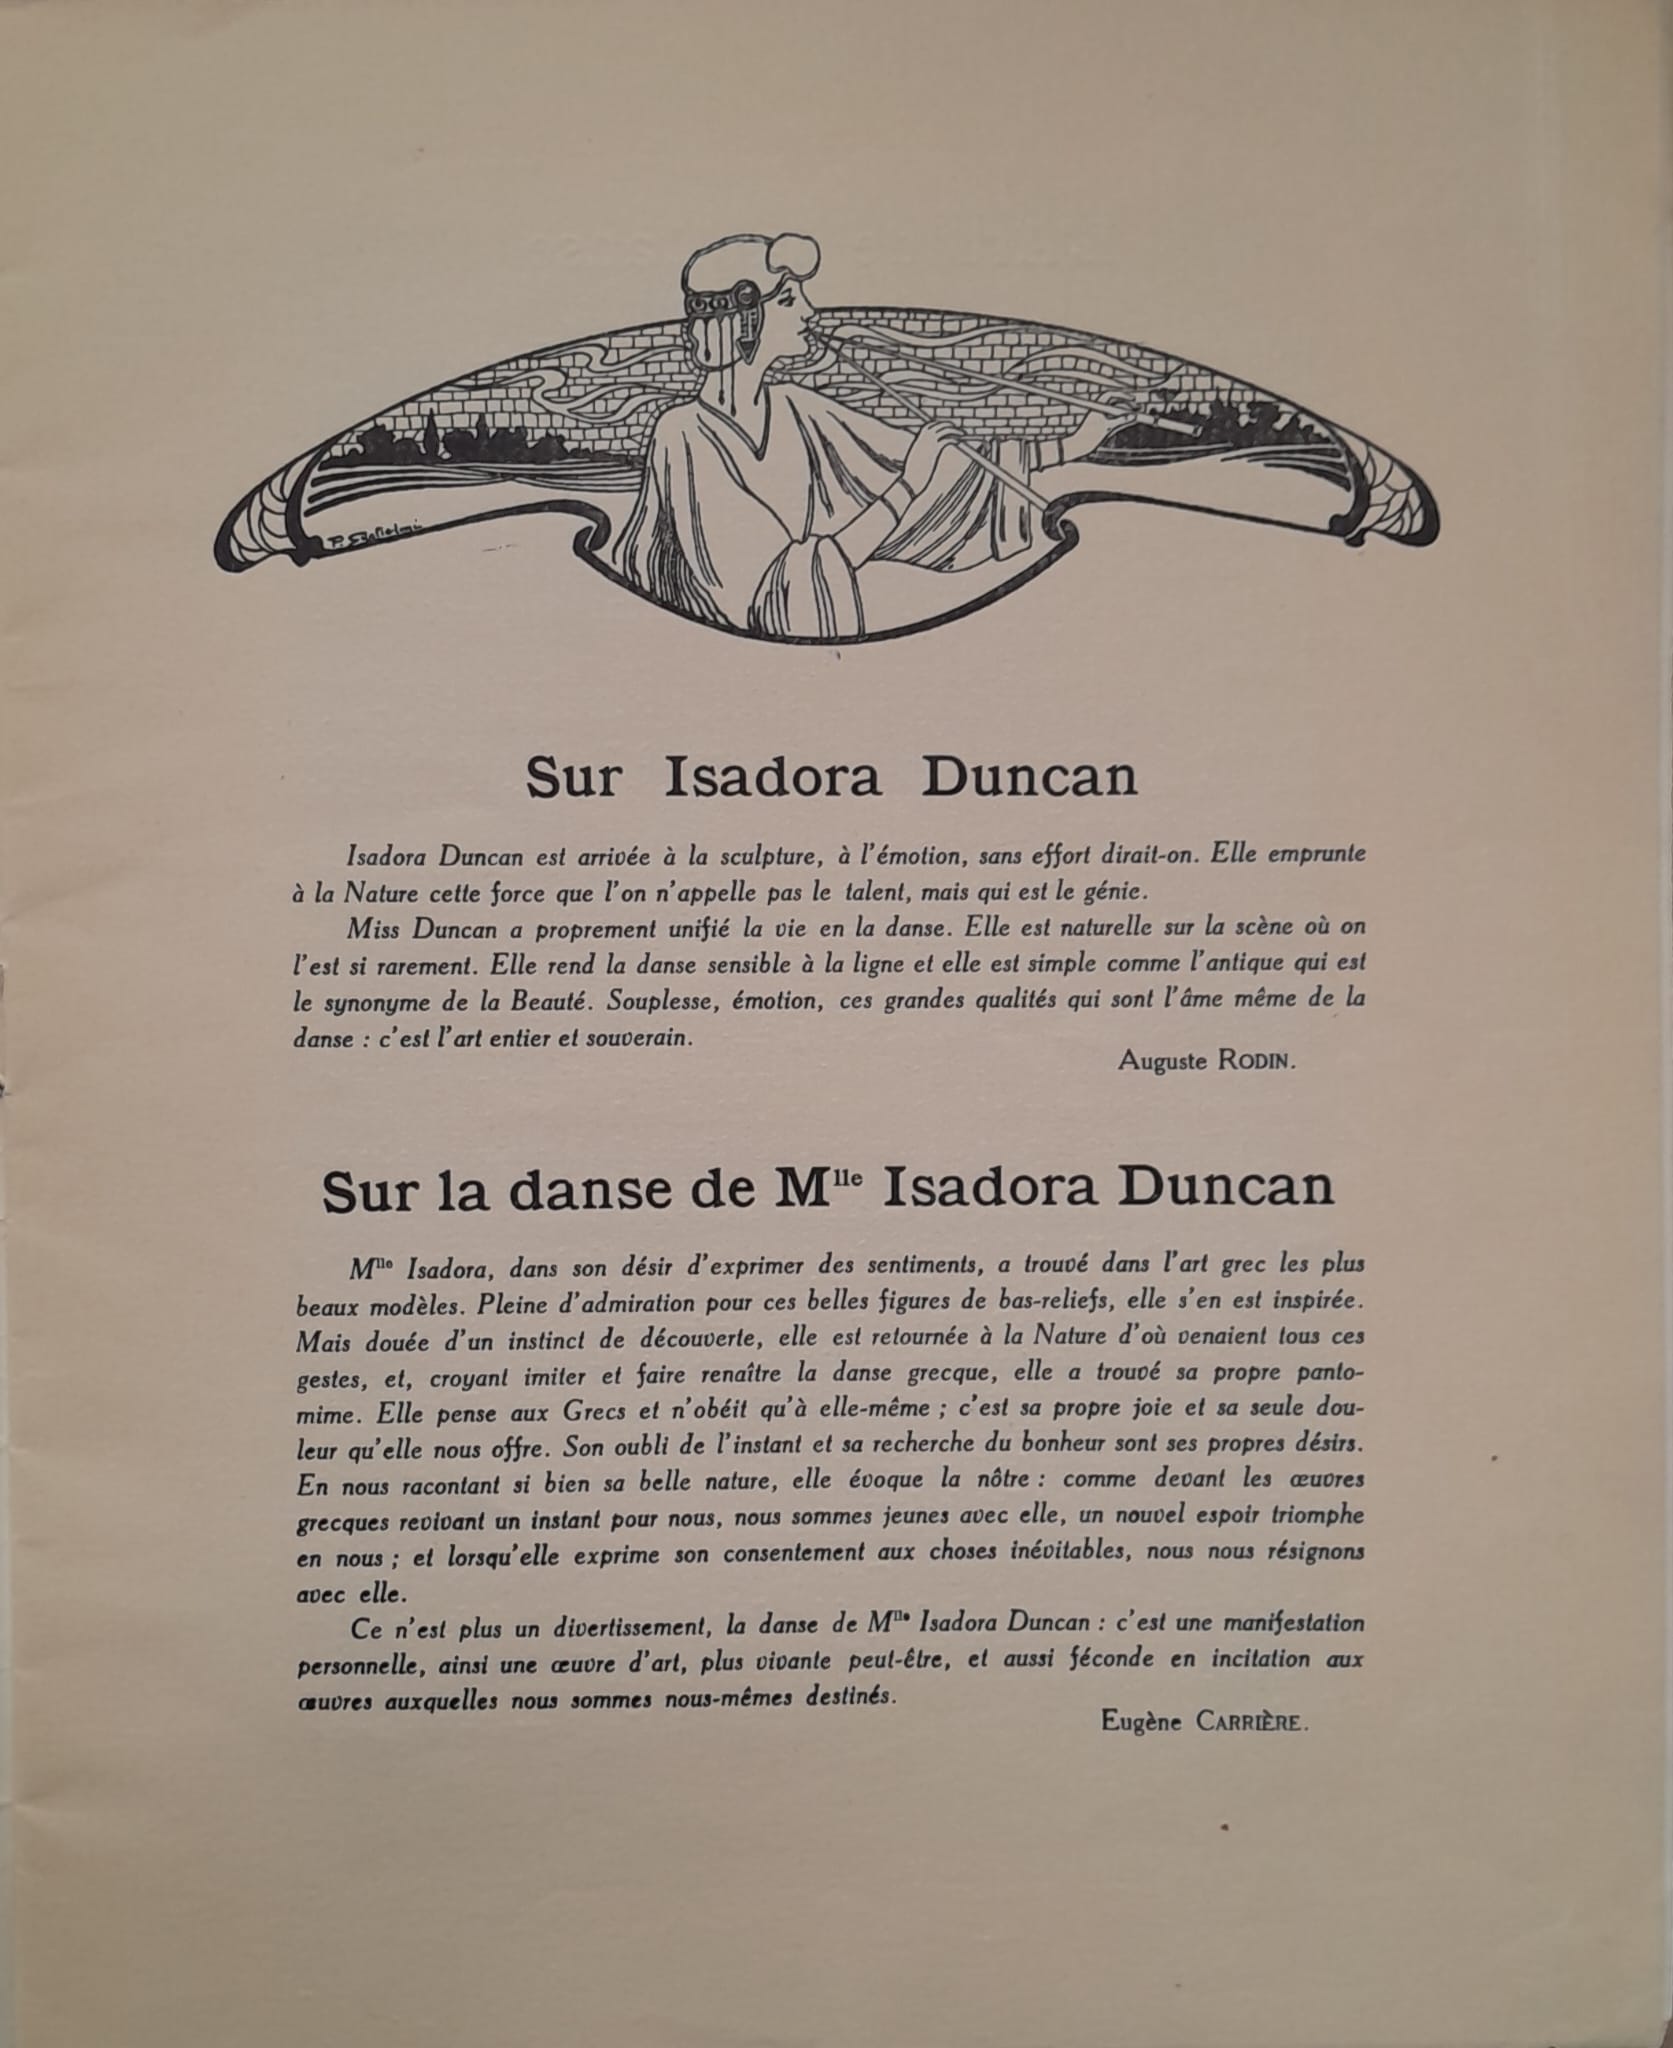 Sur Isadora Duncan
Isadora Duncan est arrivée à la sculpture, à l'émotion, sans effort dirait-on. Elle emprunte
à la Nature cette force que l'on n'appelle pas le talent, mais qui est le génie.
Miss Duncan a proprement unifié la vie en la danse. Elle est naturelle sur la scène où on
l'est si rarement. Elle rend la danse sensible à la ligne et elle est simple comme l'antique qui est
le synonyme de la Beauté. Souplesse, émotion, ces grandes qualités qui sont l'âme même de la
danse : c'est l'art entier et souverain.
Auguste RODIN.
Sur la danse de Mlle Isadora Duncan
Mlle Isadora, dans son désir d'exprimer des sentiments, a trouvé dans l'art grec les plus
beaux modèles. Pleine d'admiration pour ces belles figures de bas-reliefs, elle s'en est inspirée.
Mais douée d'un instinct de découverte, elle est retournée à la Nature d'où venaient tous ces
gestes, et, croyant imiter et faire renaître la danse grecque, elle a trouvé sa propre panto-
mime. Elle pense aux Grecs et n'obéit qu'à elle-même ; c'est sa propre joie et sa seule dou-
leur qu'elle nous offre. Son oubli de l'instant et sa recherche du bonheur sont ses propres désirs.
En nous racontant si bien sa belle nature, elle évoque la nôtre : comme devant les œuvres
grecques revivant un instant pour nous, nous sommes jeunes avec elle, un nouvel espoir triomphe
en nous ; et lorsqu'elle exprime son consentement aux choses inévitables, nous nous résignons
avec elle.
Ce n'est plus un divertissement, la danse de Mlle Isadora Duncan : c'est une manifestation
personnelle, ainsi une œuvre d'art, plus vivante peut-être, et aussi féconde en incitation aux
œuvres auxquelles nous sommes nous-mêmes destinés.
Eugène CARRIÈRE.